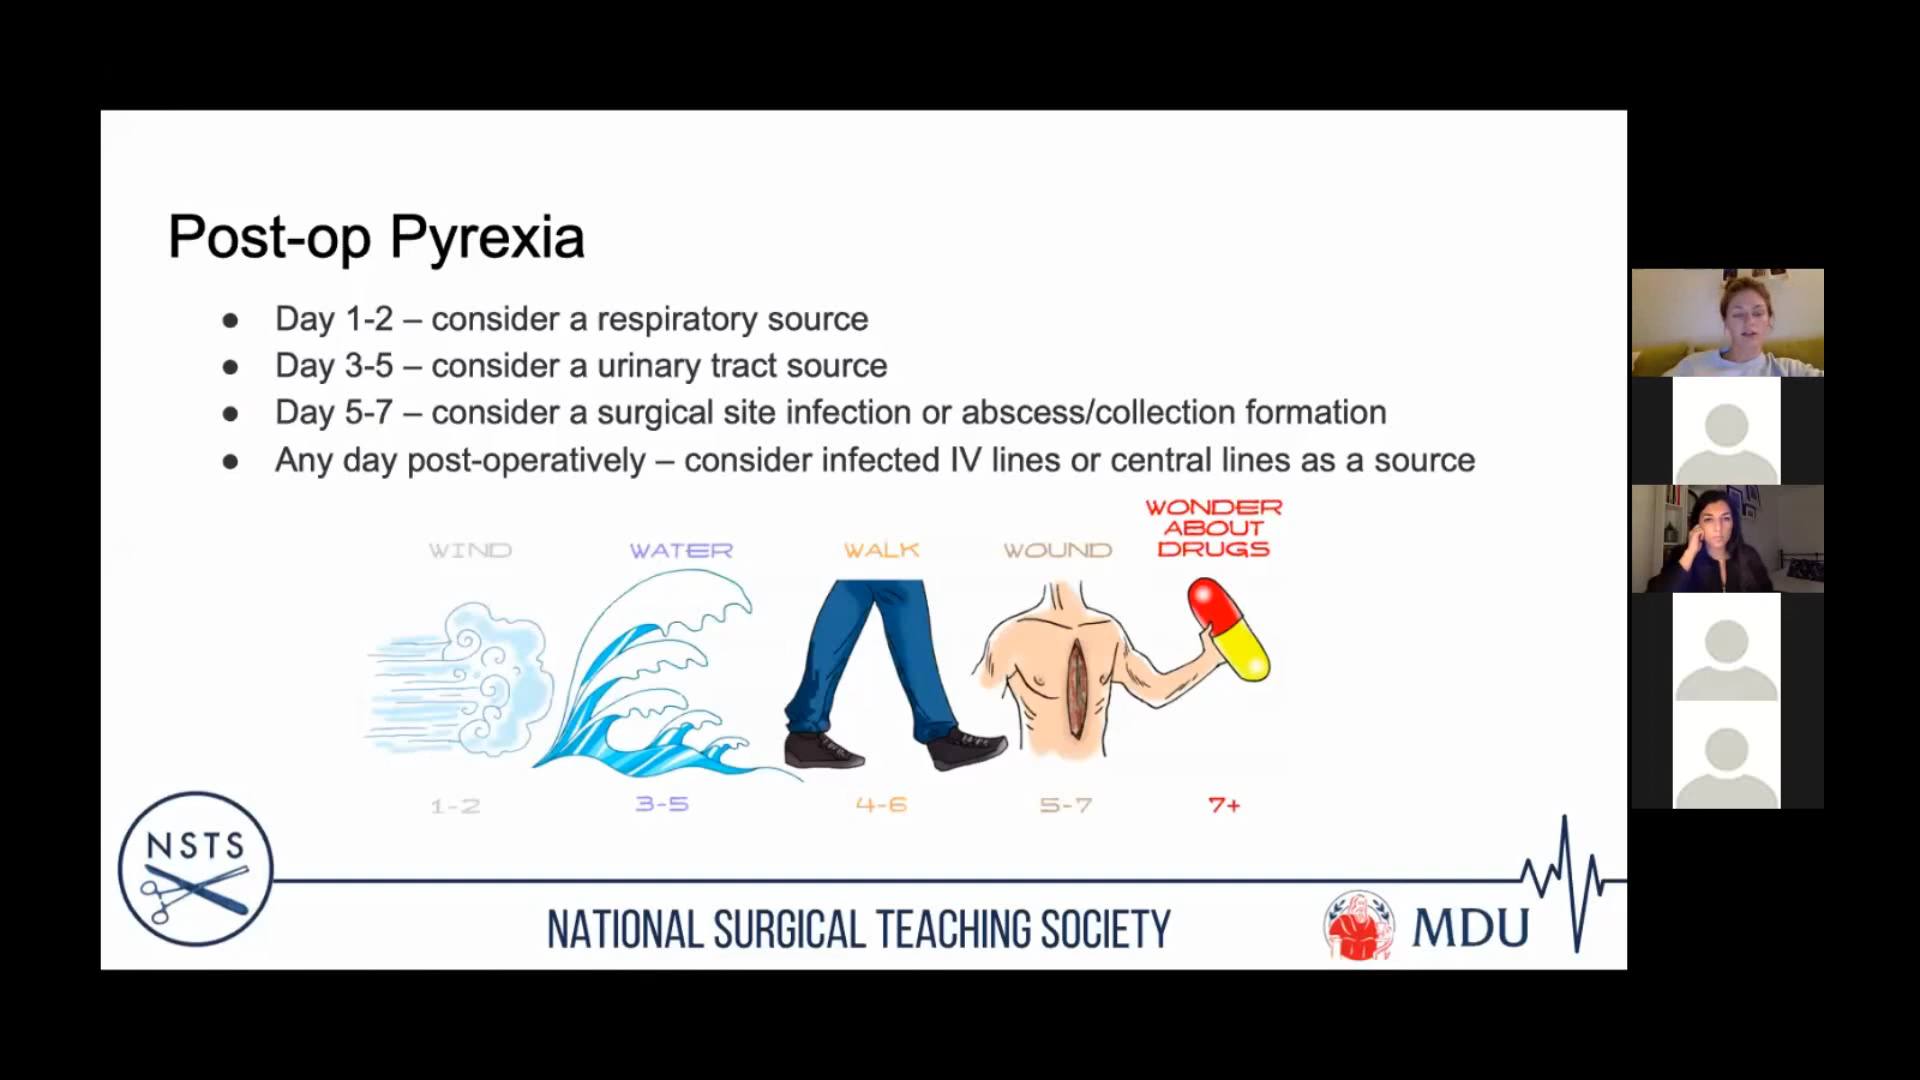 Post-op Pyrexia
● Day 1-2 – consider a respiratory source
● Day 3-5 – consider a urinary tract source
● Day 5-7 – consider a surgical site infection or abscess/collection formation
● Any day post-operatively – consider infected IV lines or central lines as a source
WIND
WATER
WALK
WOUND
WONDER
ABOUT
DRUGS
1-2
3-5
4-6
5-7
7+
NSTS
NATIONAL SURGICAL TEACHING SOCIETY
MDU